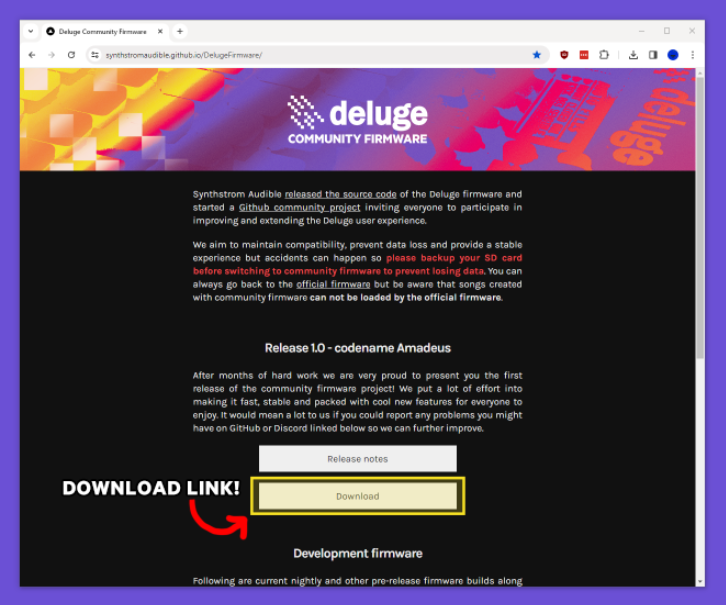 Deluge Community Firmware
synthstromaudible.github.io/DelugeFirmware/
deluge
COMMUNITY FIRMWARE
deluge
Synthstrom Audible released the source code of the Deluge firmware and
started a Github community project inviting everyone to participate in
improving and extending the Deluge user experience.
We aim to maintain compatibility, prevent data loss and provide a stable
experience but accidents can happen so please backup your SD card
before switching to community firmware to prevent losing data. You can
always go back to the official firmware but be aware that songs created
with community firmware can not be loaded by the official firmware.
Release 1.0 - codename Amadeus
After months of hard work we are very proud to present you the first
release of the community firmware project! We put a lot of effort into
making it fast, stable and packed with cool new features for everyone to
enjoy. It would mean a lot to us if you could report any problems you might
have on GitHub or Discord linked below so we can further improve.
Release notes
DOWNLOAD LINK!
Download
Development firmware
Following are current nightly and other pre-release firmware builds along